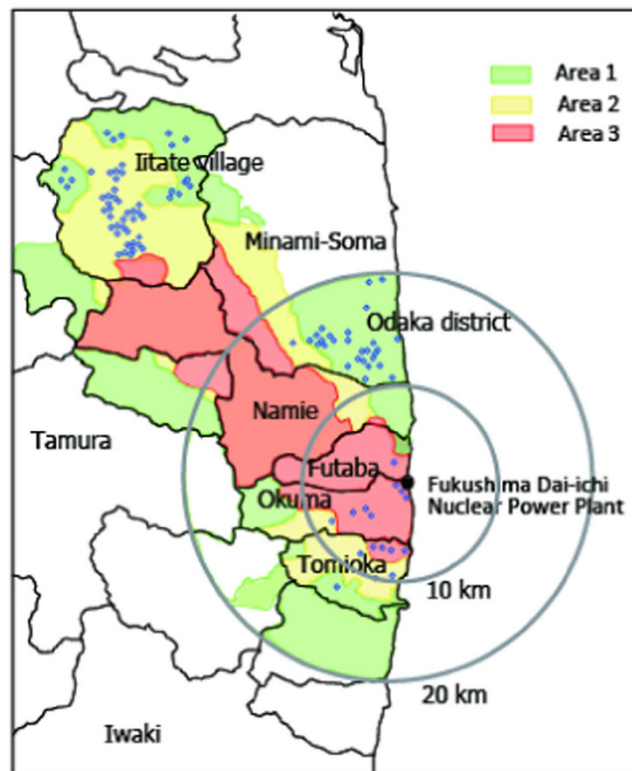 Area 1
Area 2
Area 3
Iitate village
Minami-Soma
Odaka district
Namie
Tamura
Futaba
Okuma
Fukushima Dai-ichi
Nuclear Power Plant
Tomioka
10 km
20 km
Iwaki